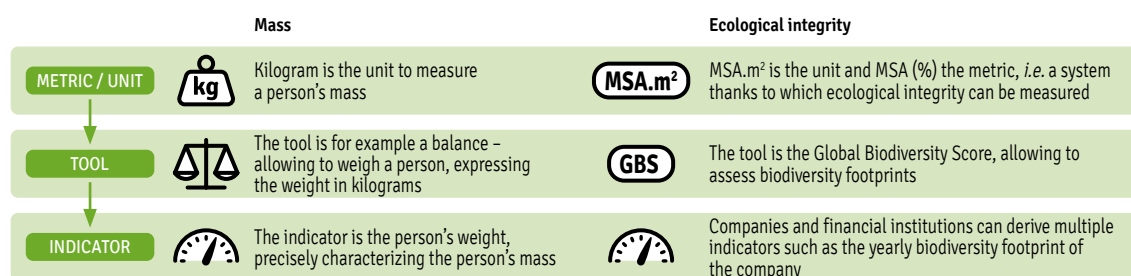 Mass
Ecological integrity
METRIC / UNIT
kg
Kilogram is the unit to measure
a person's mass
MSA.m²
MSA.m² is the unit and MSA (%) the metric, i.e. a system
thanks to which ecological integrity can be measured
TOOL
The tool is for example a balance –
allowing to weigh a person, expressing
the weight in kilograms
GBS
The tool is the Global Biodiversity Score, allowing to
assess biodiversity footprints
INDICATOR
The indicator is the person's weight,
precisely characterizing the person's mass
Companies and financial institutions can derive multiple
indicators such as the yearly biodiversity footprint of
the company